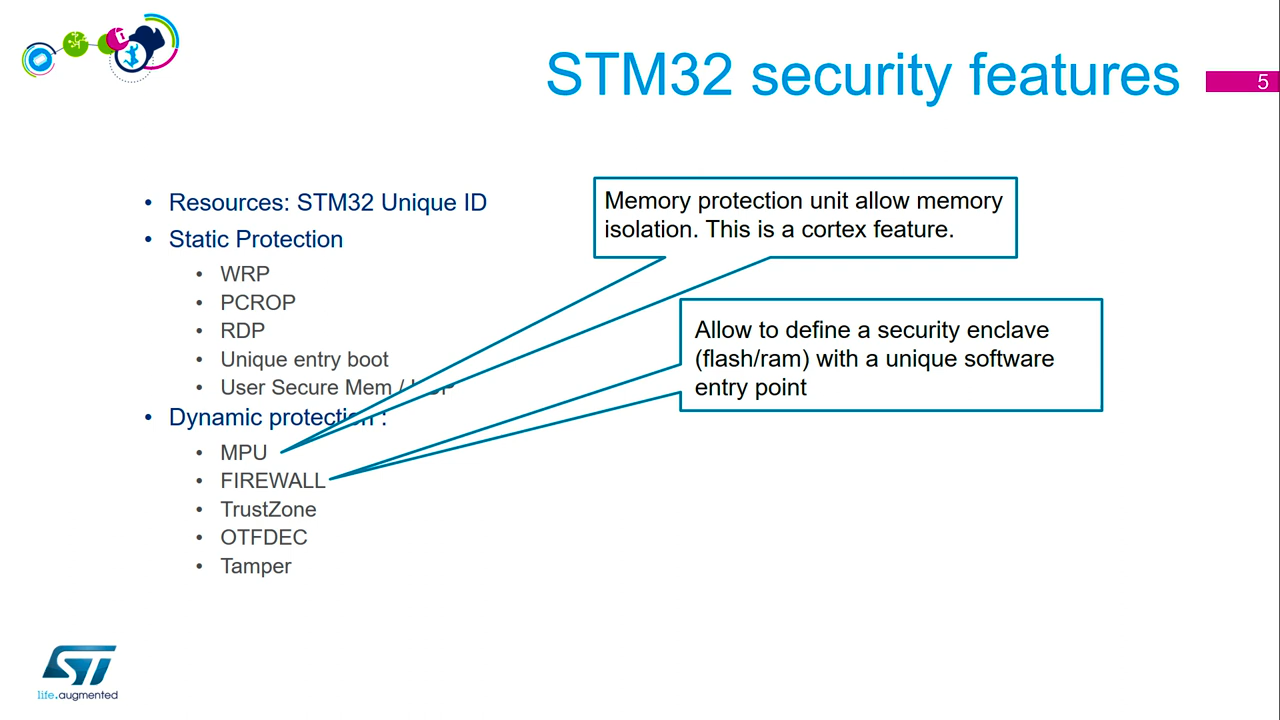 STM32 security features
5
• Resources: STM32 Unique ID
• Static Protection
• WRP
• PCROP
• RDP
• Unique entry boot
• User Secure Mem /
• Dynamic protection :
• MPU
• FIREWALL
• TrustZone
• OTFDEC
• Tamper
Memory protection unit allow memory
isolation. This is a cortex feature.
Allow to define a security enclave
(flash/ram) with a unique software
entry point
ST
life.augmented